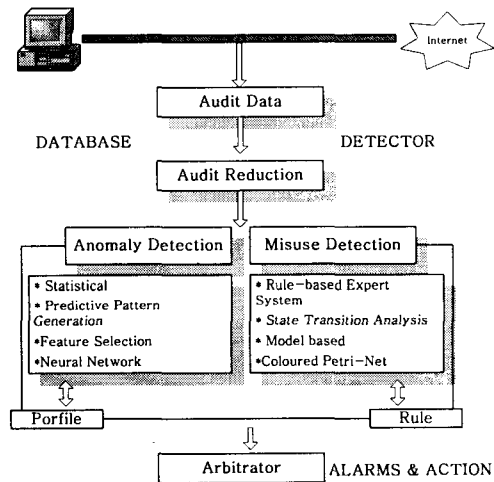 Internet
Audit Data
DATABASE
DETECTOR
Audit Reduction
Anomaly Detection
Misuse Detection
* Statistical
* Predictive Pattern
Generation
*Feature Selection
*Neural Network
* Rule-based Expert
System
*State Transition Analysis
* Model based
*Coloured Petri-Net
Porfile
Rule
Arbitrator
ALARMS & ACTION